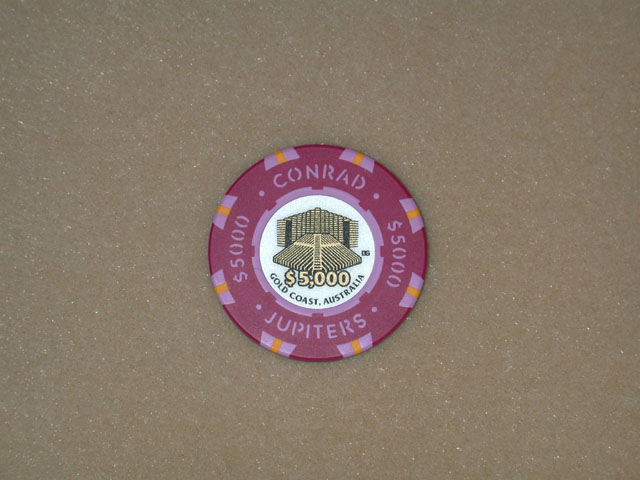 CONRAD
$5000
$5000
$5,000
GOLD COAST, AUSTRALIA
JUPITERS